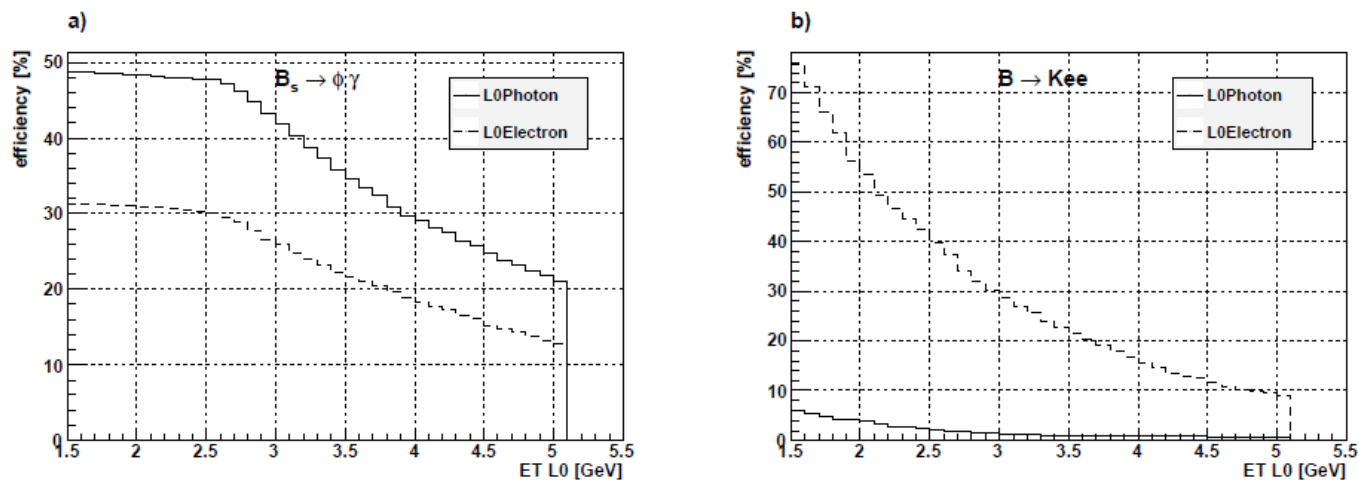 a)
efficiency [%]
50
40
30
20
10
0
B_s → ϕ γ
L0Photon
L0Electron
1.5 2 2.5 3 3.5 4 4.5 5 5.5
ET L0 [GeV]
b)
efficiency [%]
70
60
50
40
30
20
10
0
B → Kee
L0Photon
L0Electron
1.5 2 2.5 3 3.5 4 4.5 5 5.5
ET L0 [GeV]